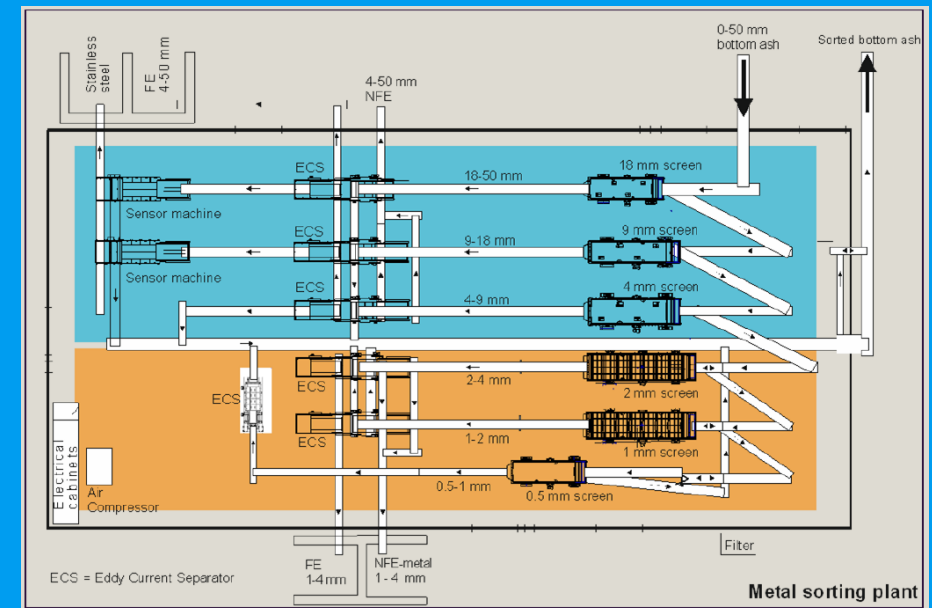 0-50 mm
bottom ash
Sorted bottom ash
Stainless
steel
FE
4-50 mm
4-50 mm
NFE
ECS
18-50 mm
18 mm screen
Sensor machine
ECS
9-18 mm
9 mm screen
Sensor machine
ECS
4-9 mm
4 mm screen
ECS
ECS
2-4 mm
2 mm screen
ECS
1-2 mm
1 mm screen
0.5-1 mm
0.5 mm screen
Electrical
cabinets
Air
Compressor
FE
1-4 mm
NFE-metal
1 - 4 mm
Filter
ECS = Eddy Current Separator
Metal sorting plant